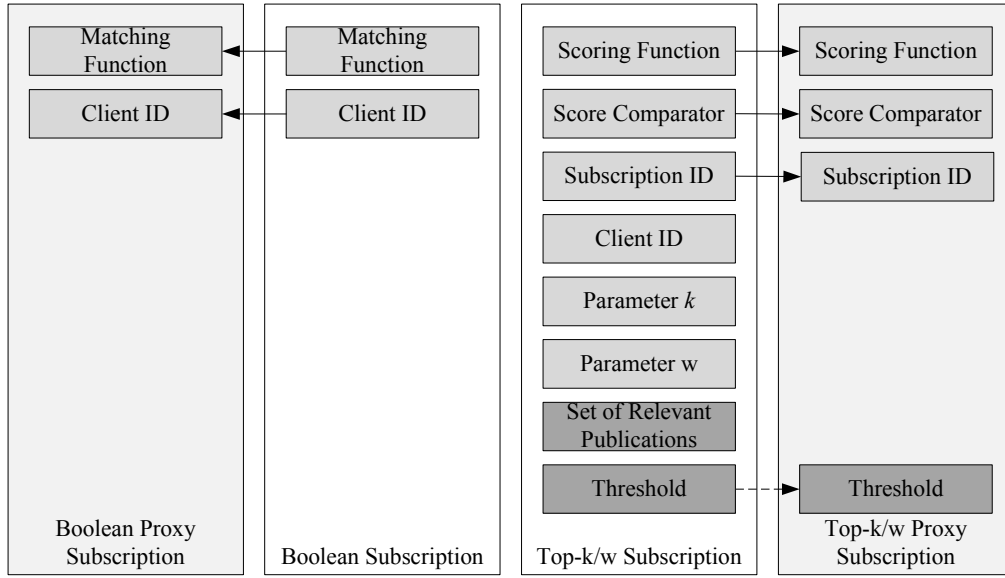 Matching
Function
Client ID
Boolean Proxy
Subscription
Matching
Function
Client ID
Boolean Subscription
Scoring Function
Score Comparator
Subscription ID
Client ID
Parameter k
Parameter w
Set of Relevant
Publications
Threshold
Top-k/w Subscription
Scoring Function
Score Comparator
Subscription ID
Threshold
Top-k/w Proxy
Subscription